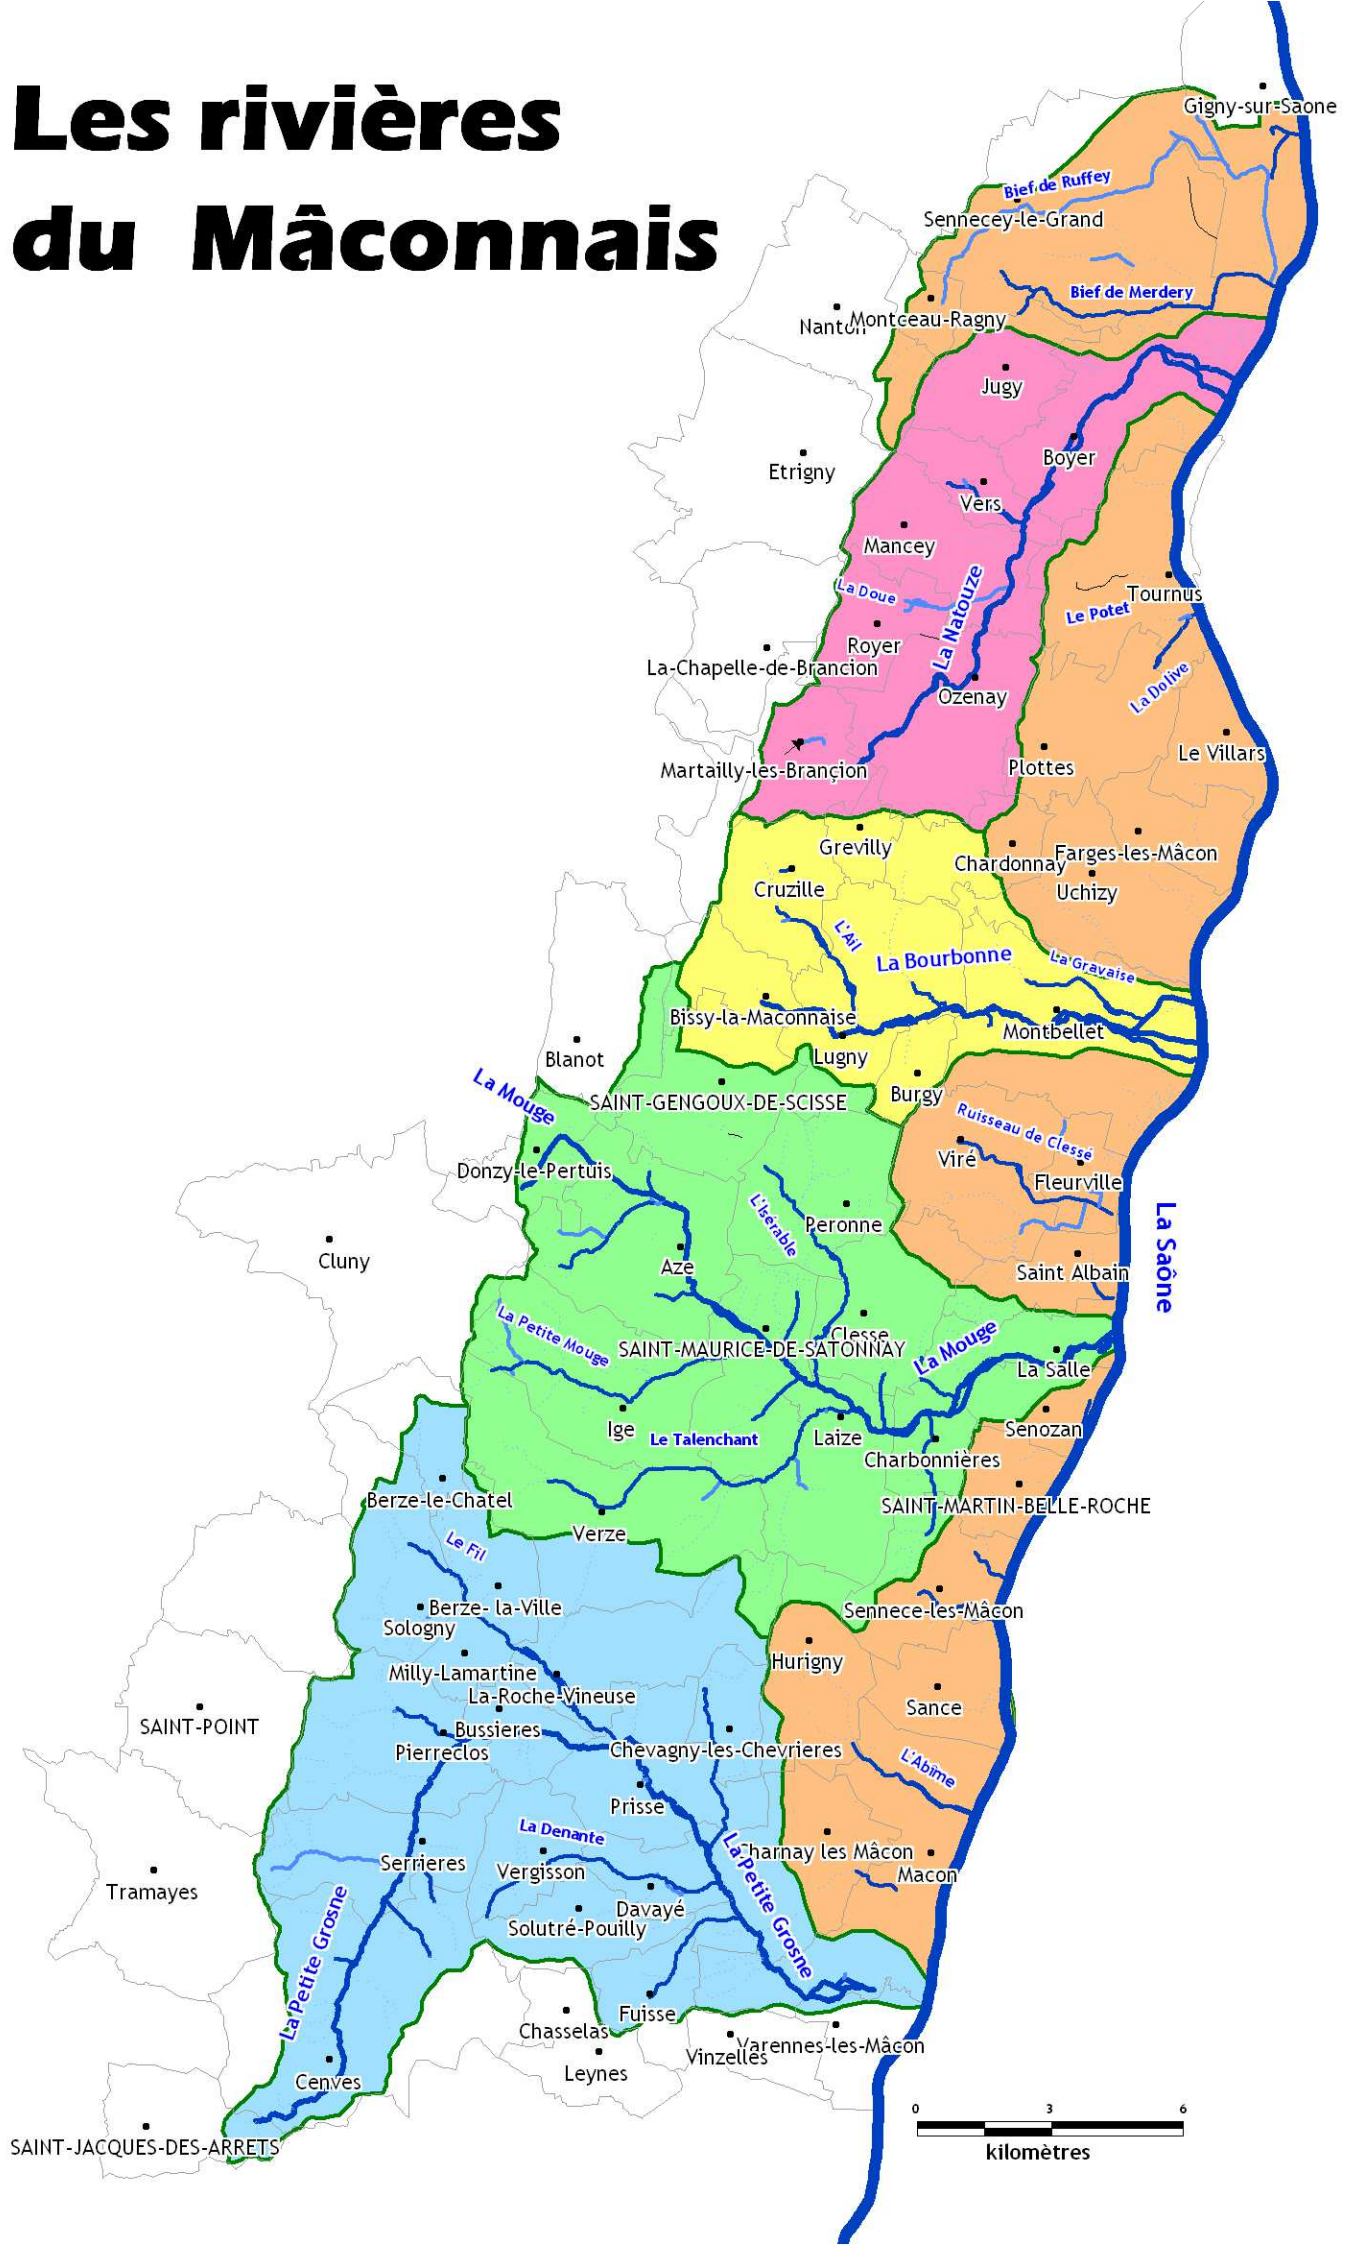 Les rivières
du Mâconnais
Gigny-sur-Saone
Bief de Ruffey
Sennecey-le-Grand
Bief de Merdery
Nanton
Montceau-Ragny
Jugy
Boyer
Etrigny
Vers
Mancey
La Doue
La Natouze
Tournus
Le Potet
Royer
La-Chapelle-de-Brancion
Ozenay
La Dolive
Le Villars
Plottes
Martailly-les-Brançion
Grevilly
Chardonnay
Farges-les-Mâcon
Cruzille
Uchizy
L'Ail
La Bourbonne
La Gravaise
Bissy-la-Maconnaise
Montbellet
Lugny
Blanot
Burgy
La Mouge
SAINT-GENGOUX-DE-SCISSE
Ruisseau de Clessé
Viré
Donzy-le-Pertuis
Fleurville
L'Isérable
Peronne
La Saône
Cluny
Aze
Saint Albain
La Petite Mouge
Clesse
SAINT-MAURICE-DE-SATONNAY
La Mouge
La Salle
Ige
Le Talenchant
Laize
Senozan
Charbonnières
Berze-le-Chatel
SAINT-MARTIN-BELLE-ROCHE
Verze
Le Fil
Berze- la-Ville
Sennece-les-Mâcon
Sologny
Hurigny
Milly-Lamartine
La-Roche-Vineuse
Sance
SAINT-POINT
Bussieres
Pierreclos
Chevagny-les-Chevrieres
L'Abîme
Prisse
La Denante
Charnay les Mâcon
Serrieres
Vergisson
Macon
Tramayes
La Petite Grosne
Davayé
Solutré-Pouilly
La Petite Grosne
Fuisse
Chasselas
Varennes-les-Mâcon
Vinzelles
Leynes
Cenves
SAINT-JACQUES-DES-ARRETS
0 3 6
kilomètres